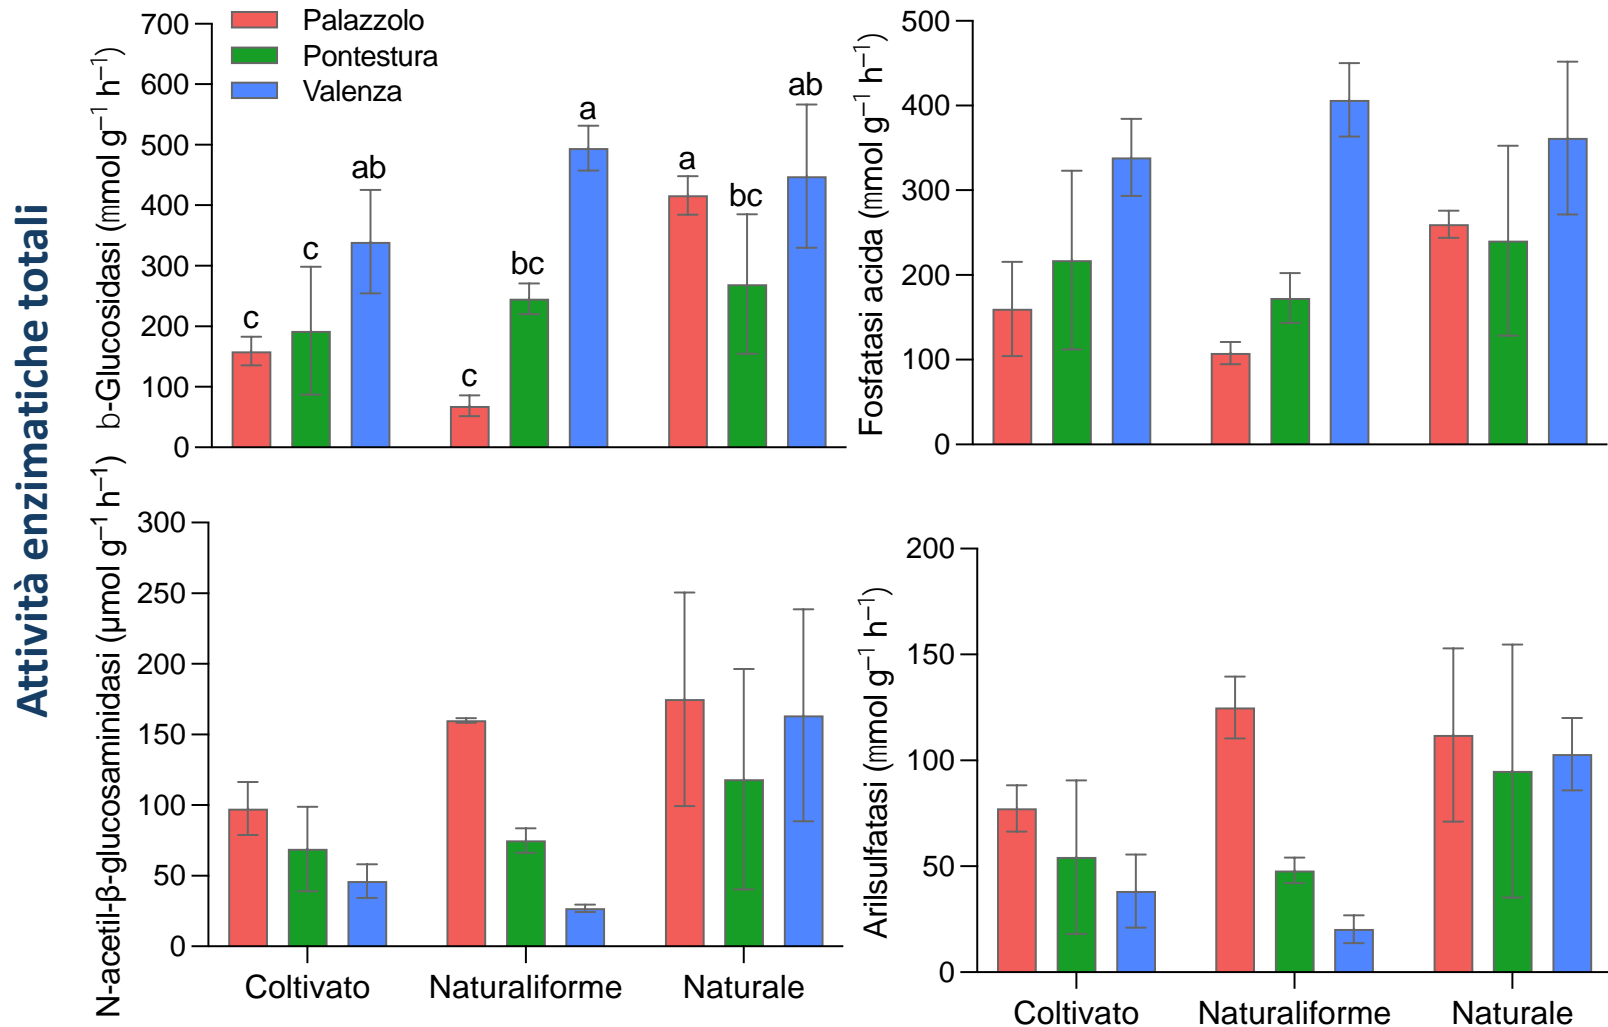 Attività enzimatiche totali
b-Glucosidasi (mmol g⁻¹ h⁻¹)
700
600
500
400
300
200
100
0
Palazzolo
Pontestura
Valenza
c
c
ab
c
bc
a
a
bc
ab
Fosfatasi acida (mmol g⁻¹ h⁻¹)
500
400
300
200
100
0
N-acetil-β-glucosaminidasi (μmol g⁻¹ h⁻¹)
300
250
200
150
100
50
0
Coltivato Naturaliforme Naturale
Arilsulfatasi (mmol g⁻¹ h⁻¹)
200
150
100
50
0
Coltivato Naturaliforme Naturale